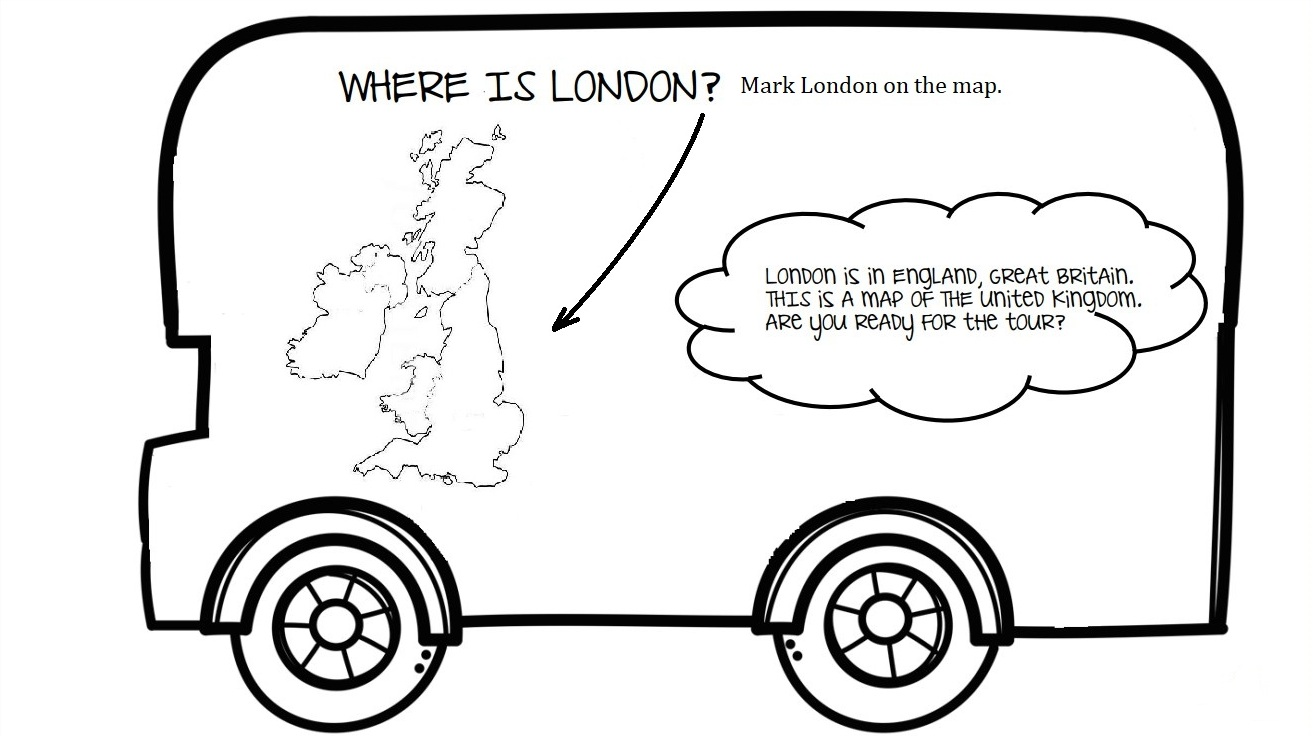 WHERE IS LONDON? Mark London on the map.
LONDON is in ENGLAND, GREAT BRITAIN.
THIS is A MAP OF THE UNITED KINGDOM.
ARE YOU READY FOR THE TOUR?